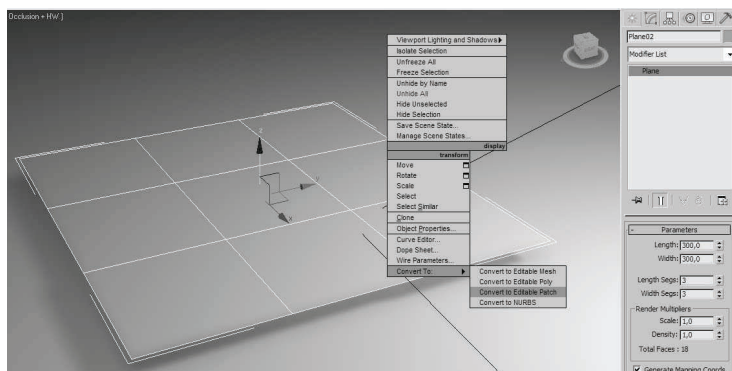 Occlusion + HW ]
Viewport Lighting and Shadows
Isolate Selection
Unfreeze All
Freeze Selection
Unhide by Name
Unhide All
Hide Unselected
Hide Selection
Save Scene State...
Manage Scene States...
display
transform
Move
Rotate
Scale
Select
Select Similar
Clone
Object Properties...
Curve Editor...
Dope Sheet...
Wire Parameters...
Convert To:
Convert to Editable Mesh
Convert to Editable Poly
Convert to Editable Patch
Convert to NURBS
z
Y
X
Plane02
Modifier List
Plane
- Parameters
Length: 300,0
Width: 300,0
Length Segs: 3
Width Segs: 3
Render Multipliers
Scale: 1,0
Density: 1,0
Total Faces : 18
Generate Mapping Coords